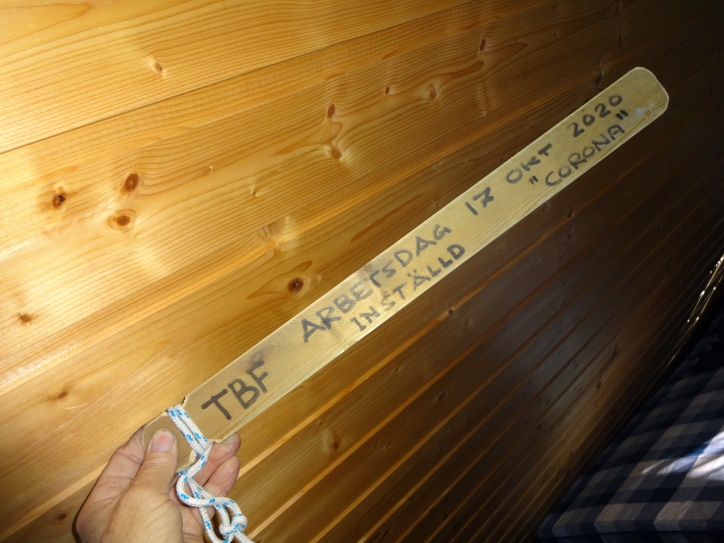 TBF ARBETSDAG 17 OKT 2020
INSTÄLLD "CORONA"